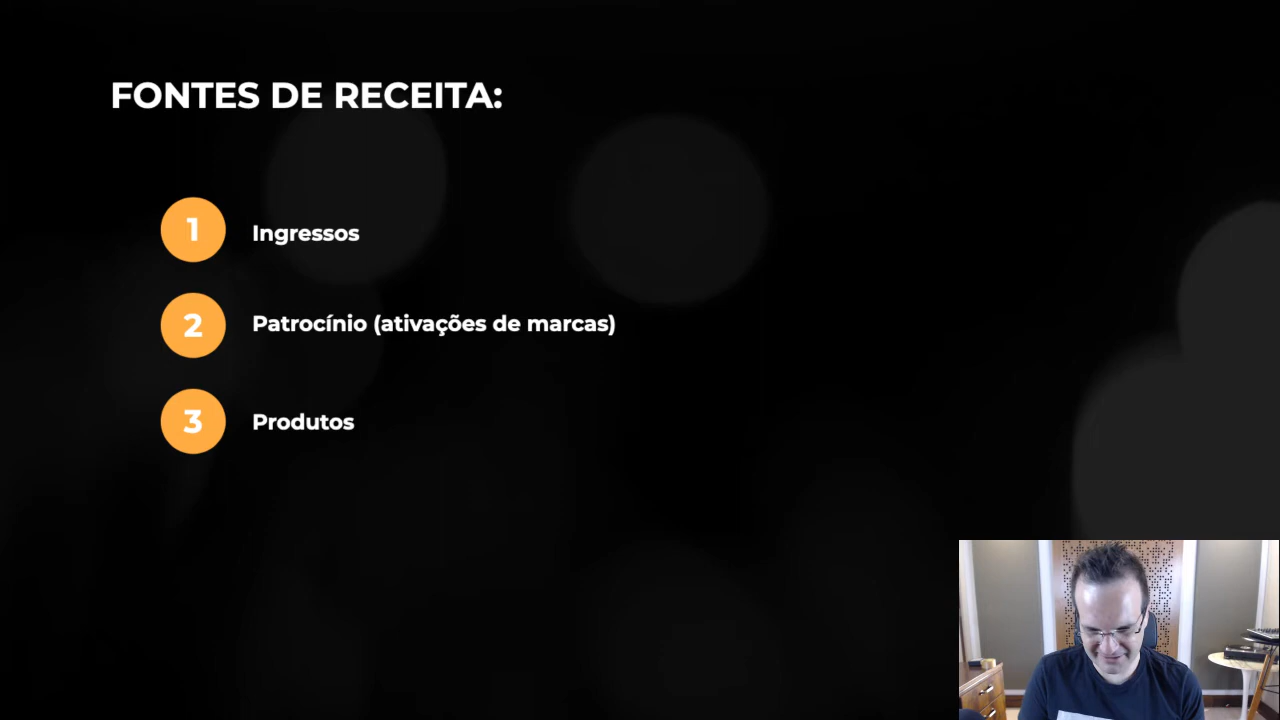 FONTES DE RECEITA:
1 Ingressos
2 Patrocínio (ativações de marcas)
3 Produtos